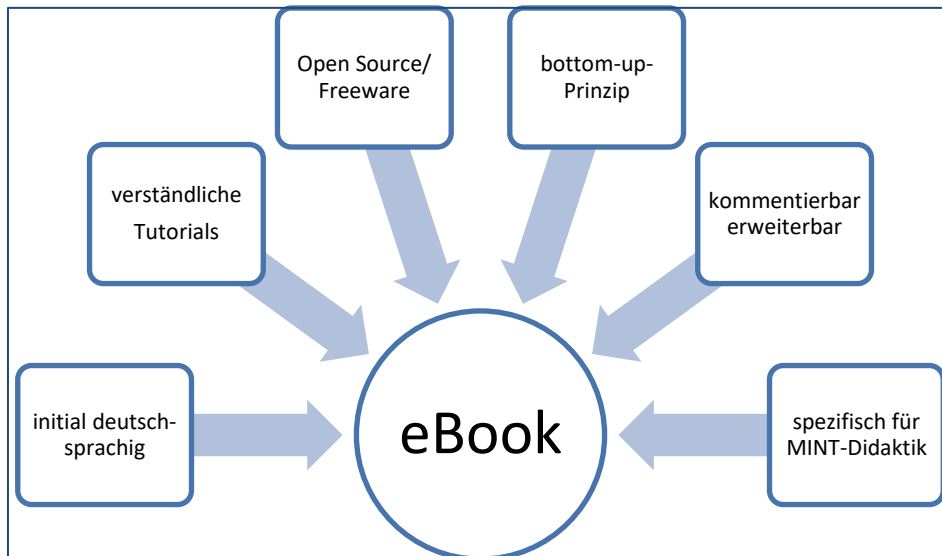 Open Source/
Freeware
bottom-up-
Prinzip
verständliche
Tutorials
kommentierbar
erweiterbar
initial deutsch-
sprachig
eBook
spezifisch für
MINT-Didaktik